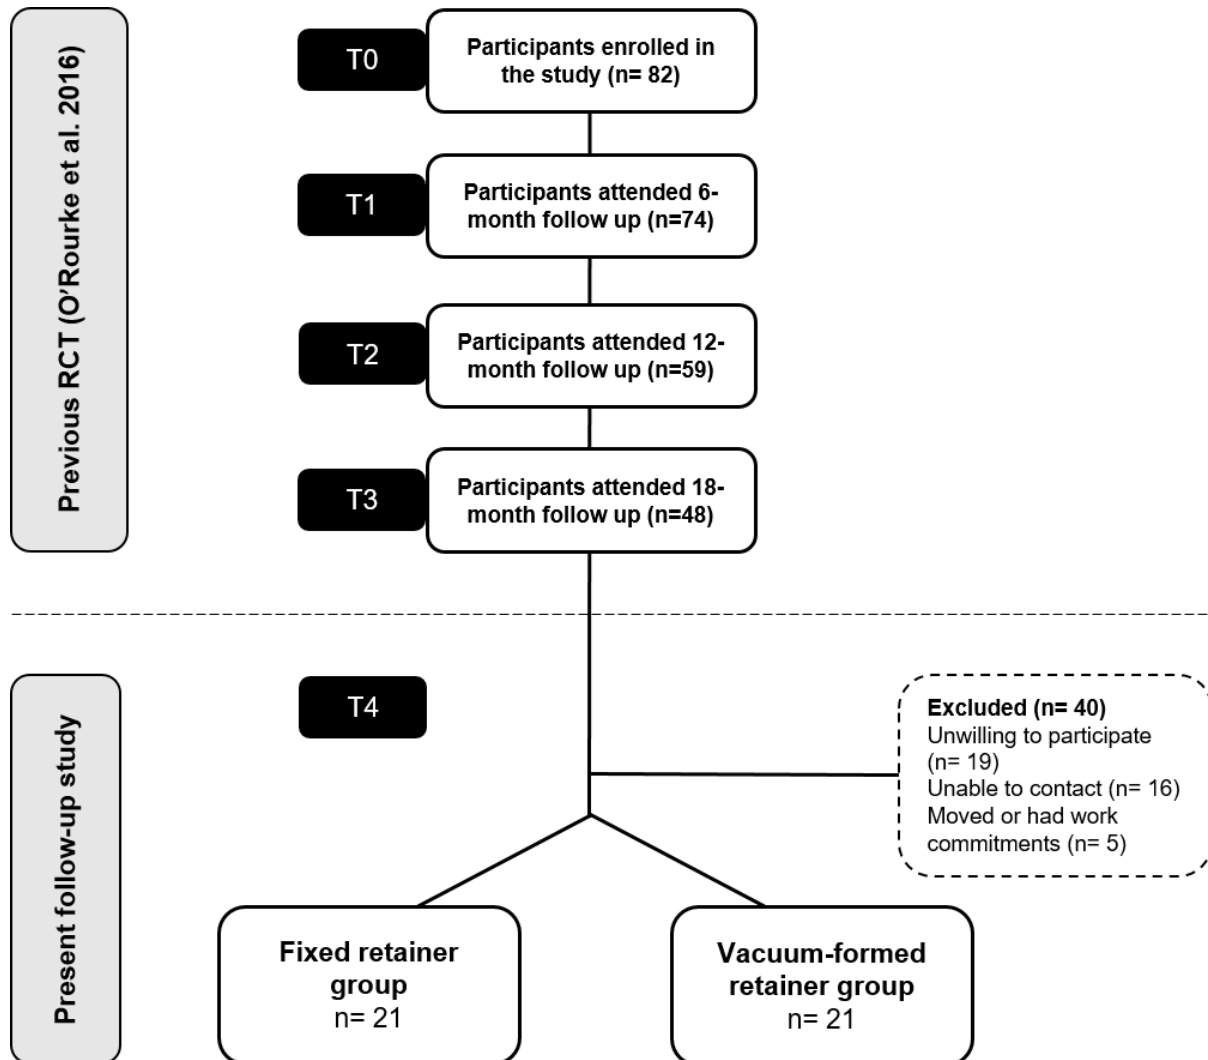 Previous RCT (O'Rourke et al. 2016)
T0
Participants enrolled in
the study (n= 82)
T1
Participants attended 6-
month follow up (n=74)
T2
Participants attended 12-
month follow up (n=59)
T3
Participants attended 18-
month follow up (n=48)
Present follow-up study
T4
Excluded (n= 40)
Unwilling to participate
(n= 19)
Unable to contact (n= 16)
Moved or had work
commitments (n= 5)
Fixed retainer
group
n= 21
Vacuum-formed
retainer group
n= 21